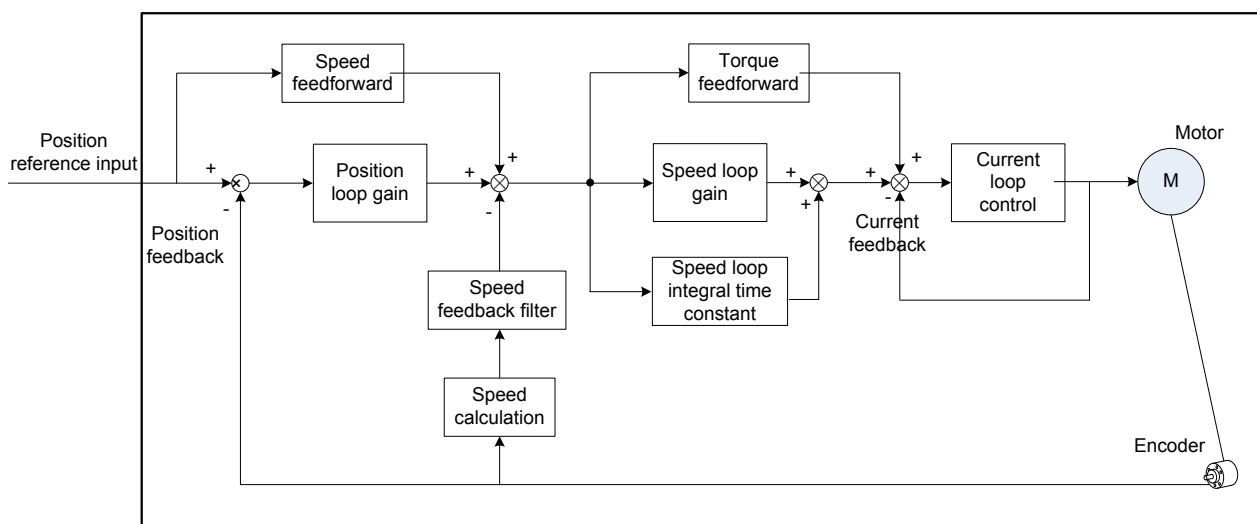 Speed
feedforward
Torque
feedforward
Position
reference input
Motor
+
+
+
+
Position
loop gain
+
Speed loop
gain
+
+
Current
loop
control
M
-
-
+
-
Position
feedback
Current
feedback
Speed
feedback filter
Speed loop
integral time
constant
Speed
calculation
Encoder